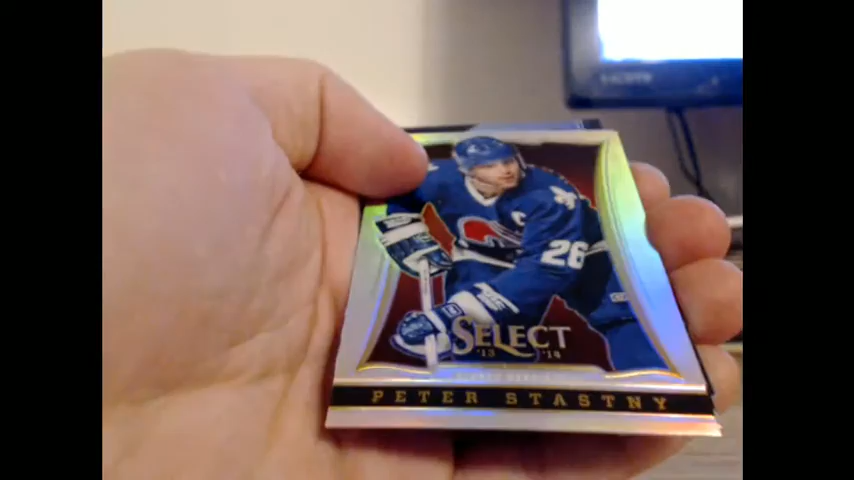 C
26
SELECT
'13 '14
PETER STASTNY